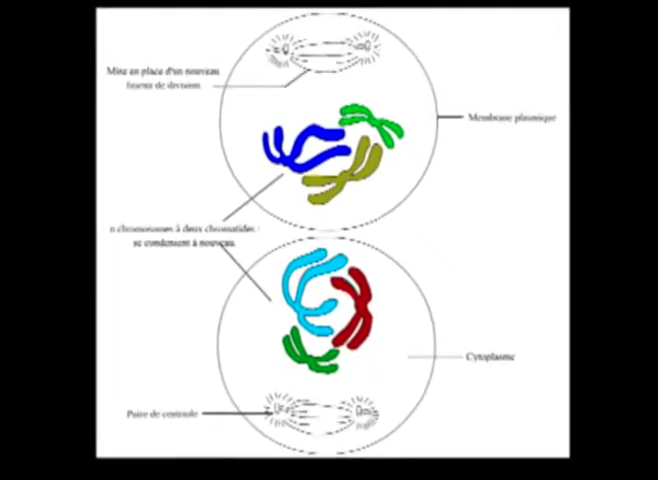 Mise en place d'un nouveau
fuseau de division.
Membrane plasmique
n chromosomes à deux chromatides
se condensent à nouveau.
Cytoplasme
Paire de centriole